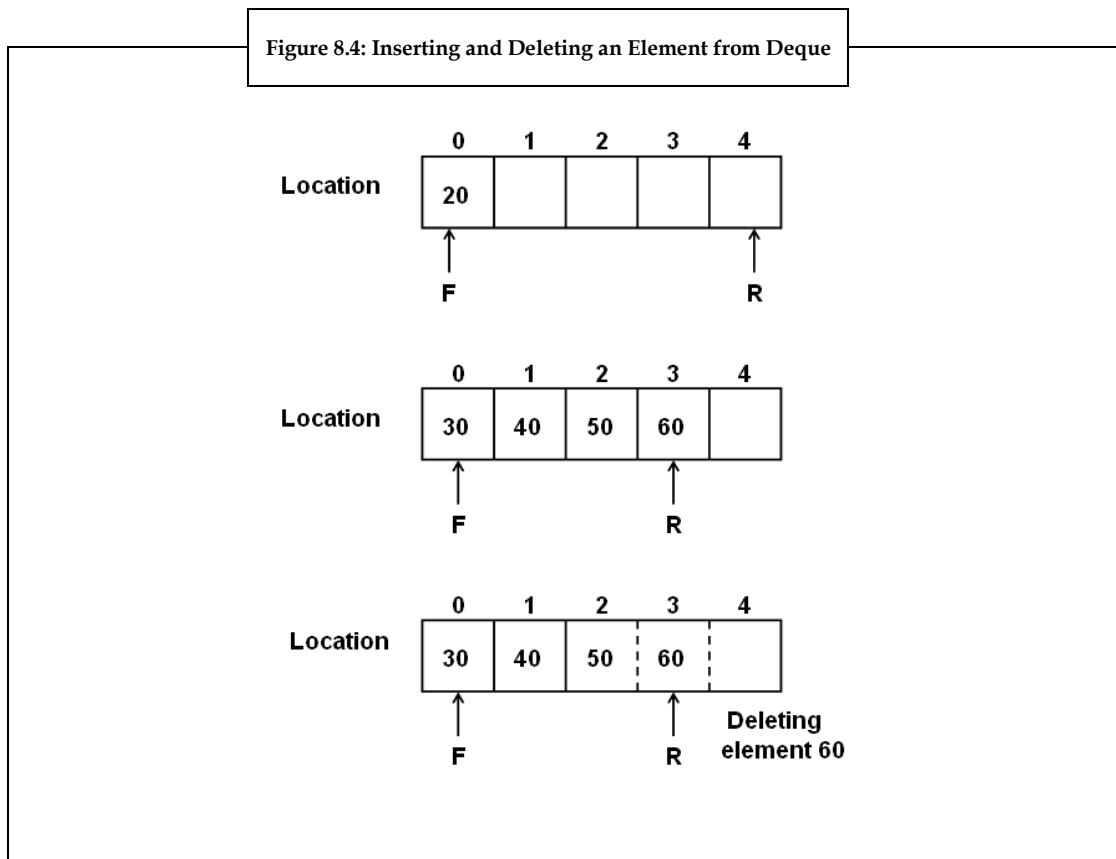 Figure 8.4: Inserting and Deleting an Element from Deque
0 1 2 3 4
Location
20
F R
0 1 2 3 4
Location
30 40 50 60
F R
0 1 2 3 4
Location
30 40 50 60
F R
Deleting
element 60